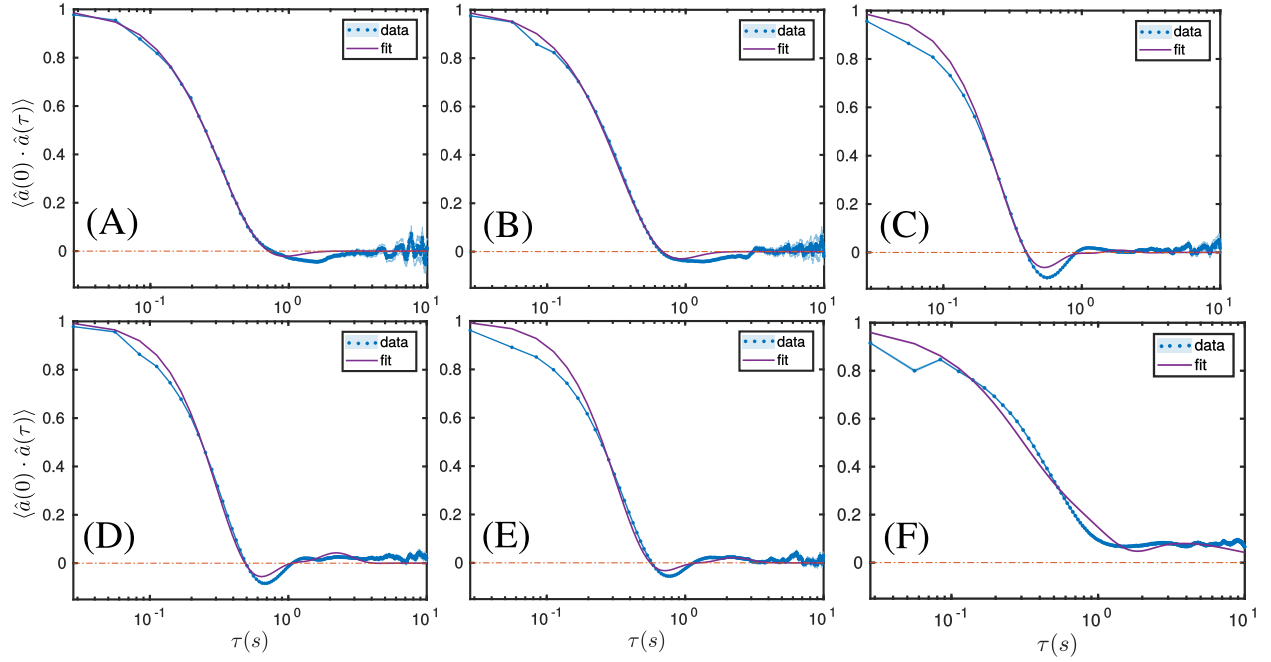 1
0.8
0.6
0.4
0.2
0
⟨â(0) · â(τ)⟩
(A)
data
fit
10⁻¹ 10⁰ 10¹
1
0.8
0.6
0.4
0.2
0
(B)
data
fit
10⁻¹ 10⁰ 10¹
1
0.8
0.6
0.4
0.2
0
(C)
data
fit
10⁻¹ 10⁰ 10¹
1
0.8
0.6
0.4
0.2
0
⟨â(0) · â(τ)⟩
(D)
data
fit
10⁻¹ 10⁰ 10¹
τ(s)
1
0.8
0.6
0.4
0.2
0
(E)
data
fit
10⁻¹ 10⁰ 10¹
τ(s)
1
0.8
0.6
0.4
0.2
0
(F)
data
fit
10⁻¹ 10⁰ 10¹
τ(s)